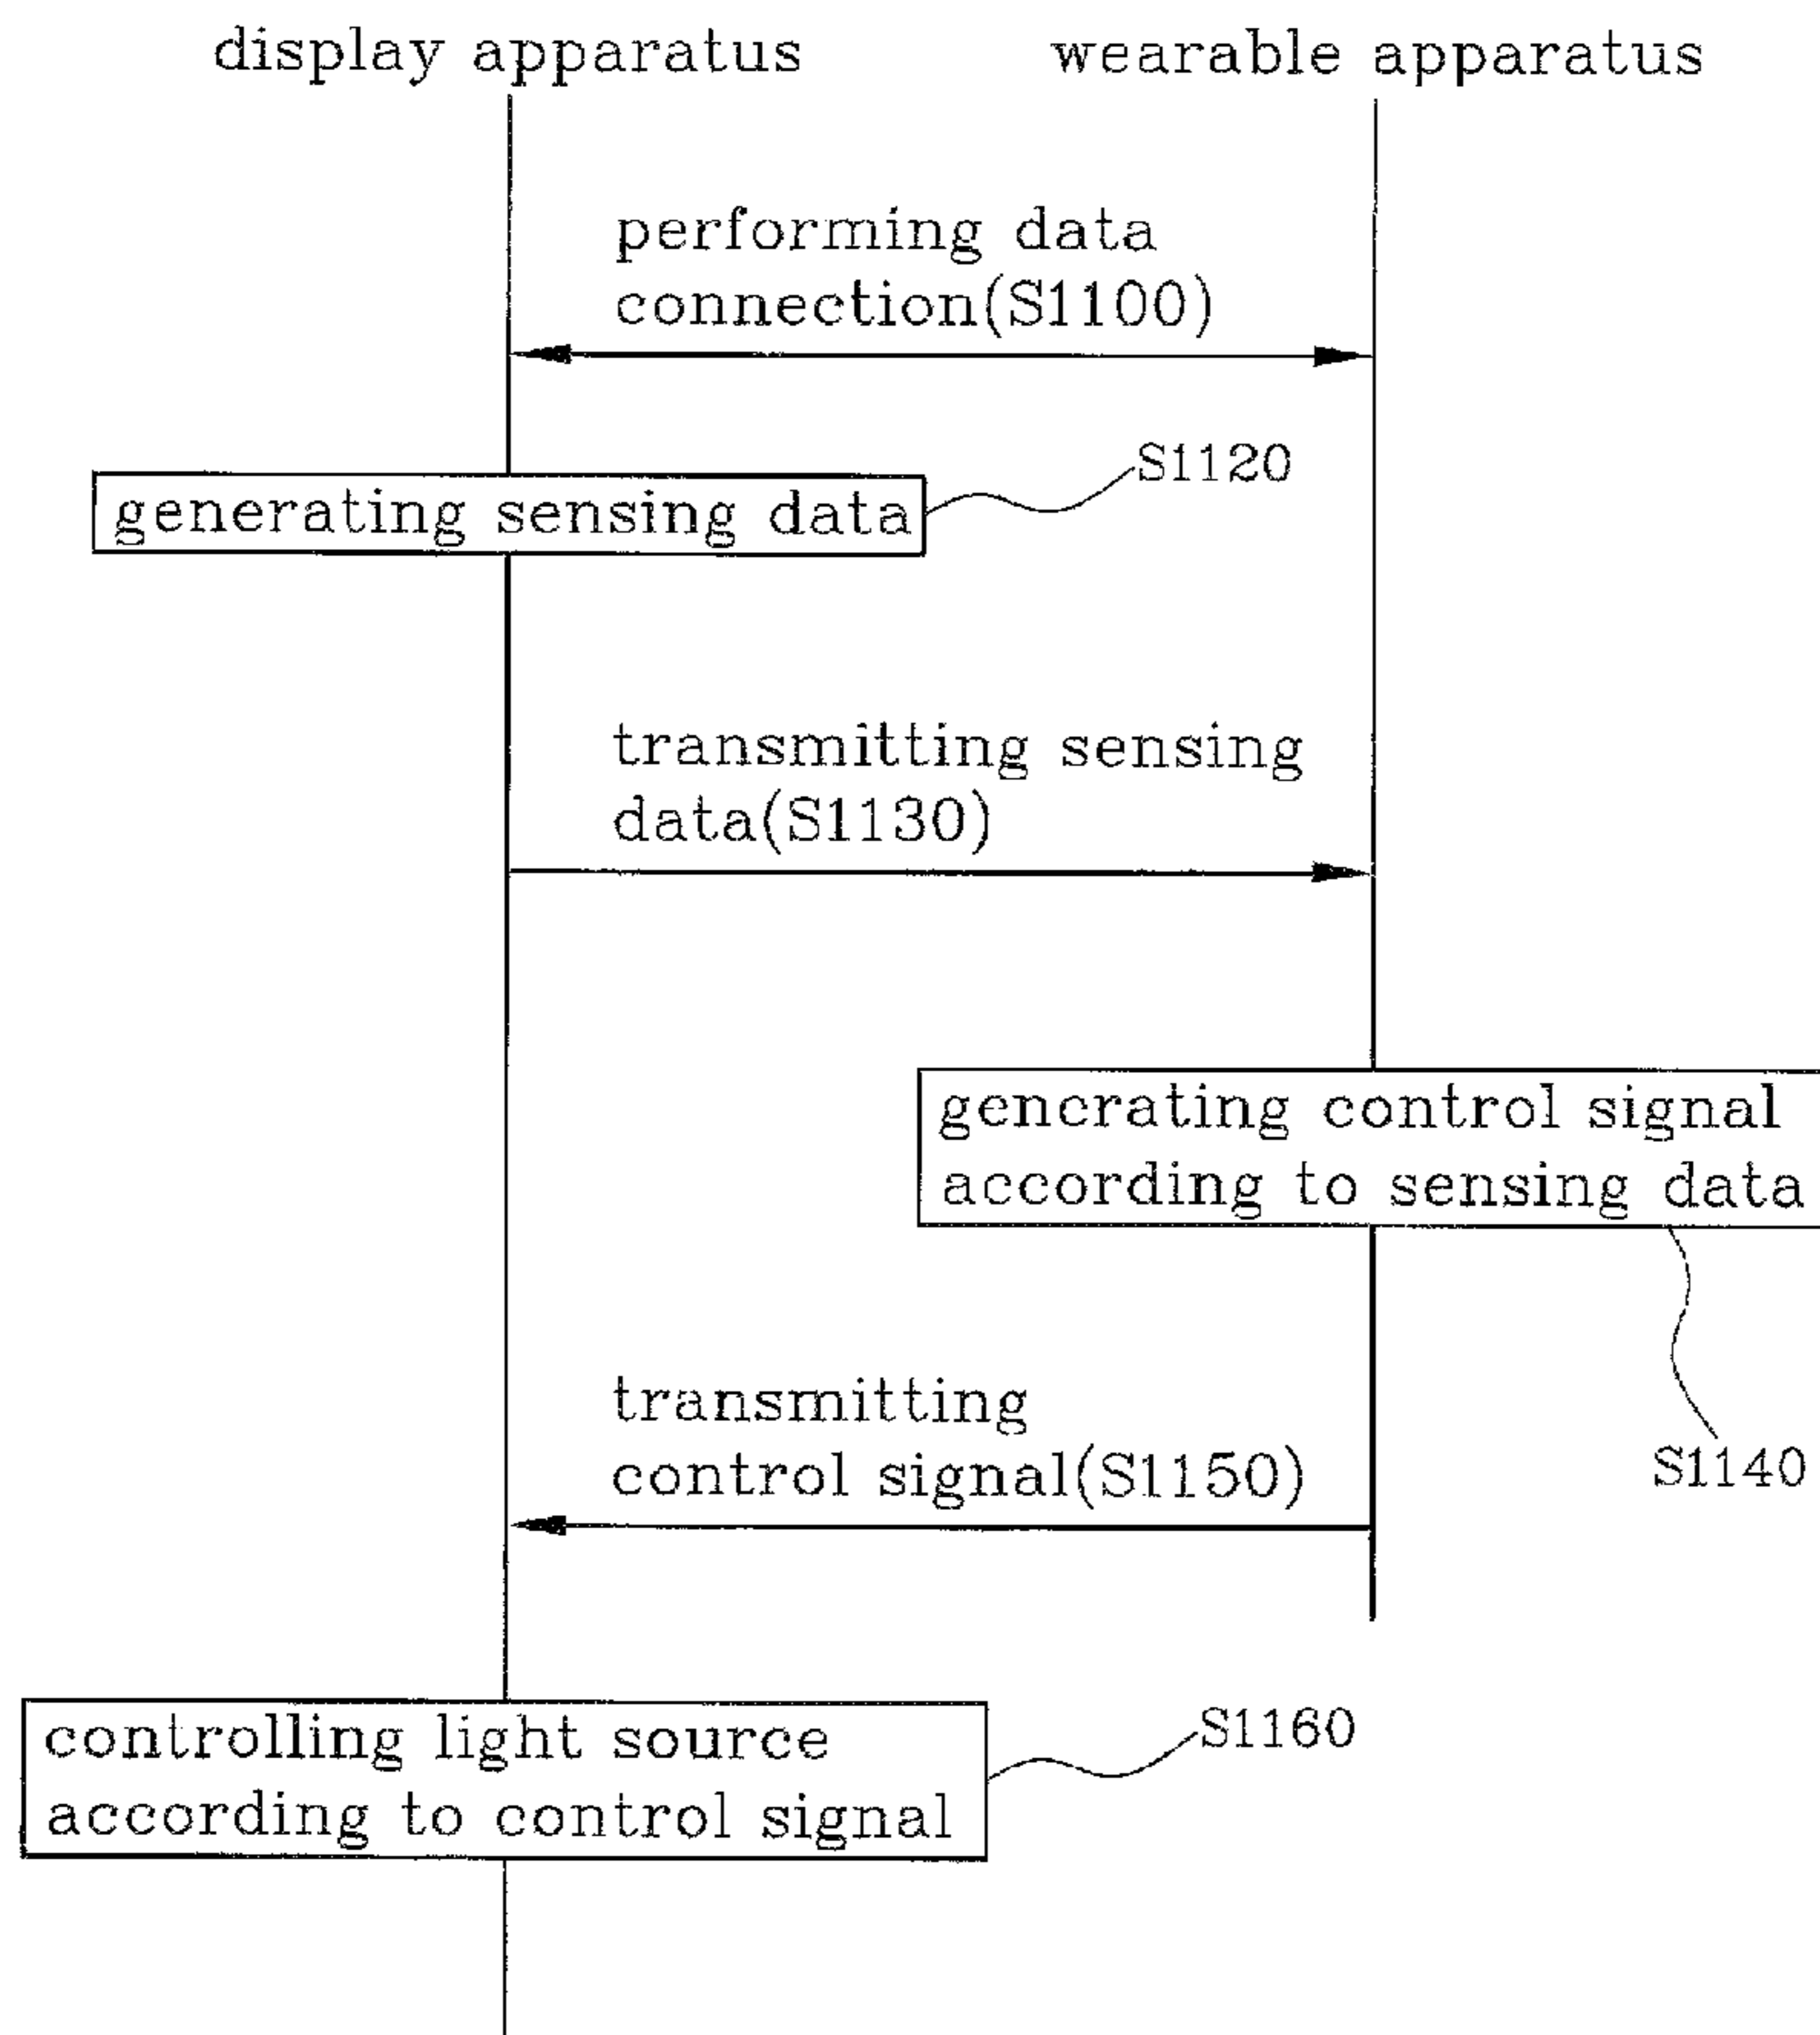 display apparatus
wearable apparatus
performing data
connection(S1100)
S1120
generating sensing data
transmitting sensing
data(S1130)
generating control signal
according to sensing data
transmitting
control signal(S1150)
S1140
controlling light source
according to control signal
S1160